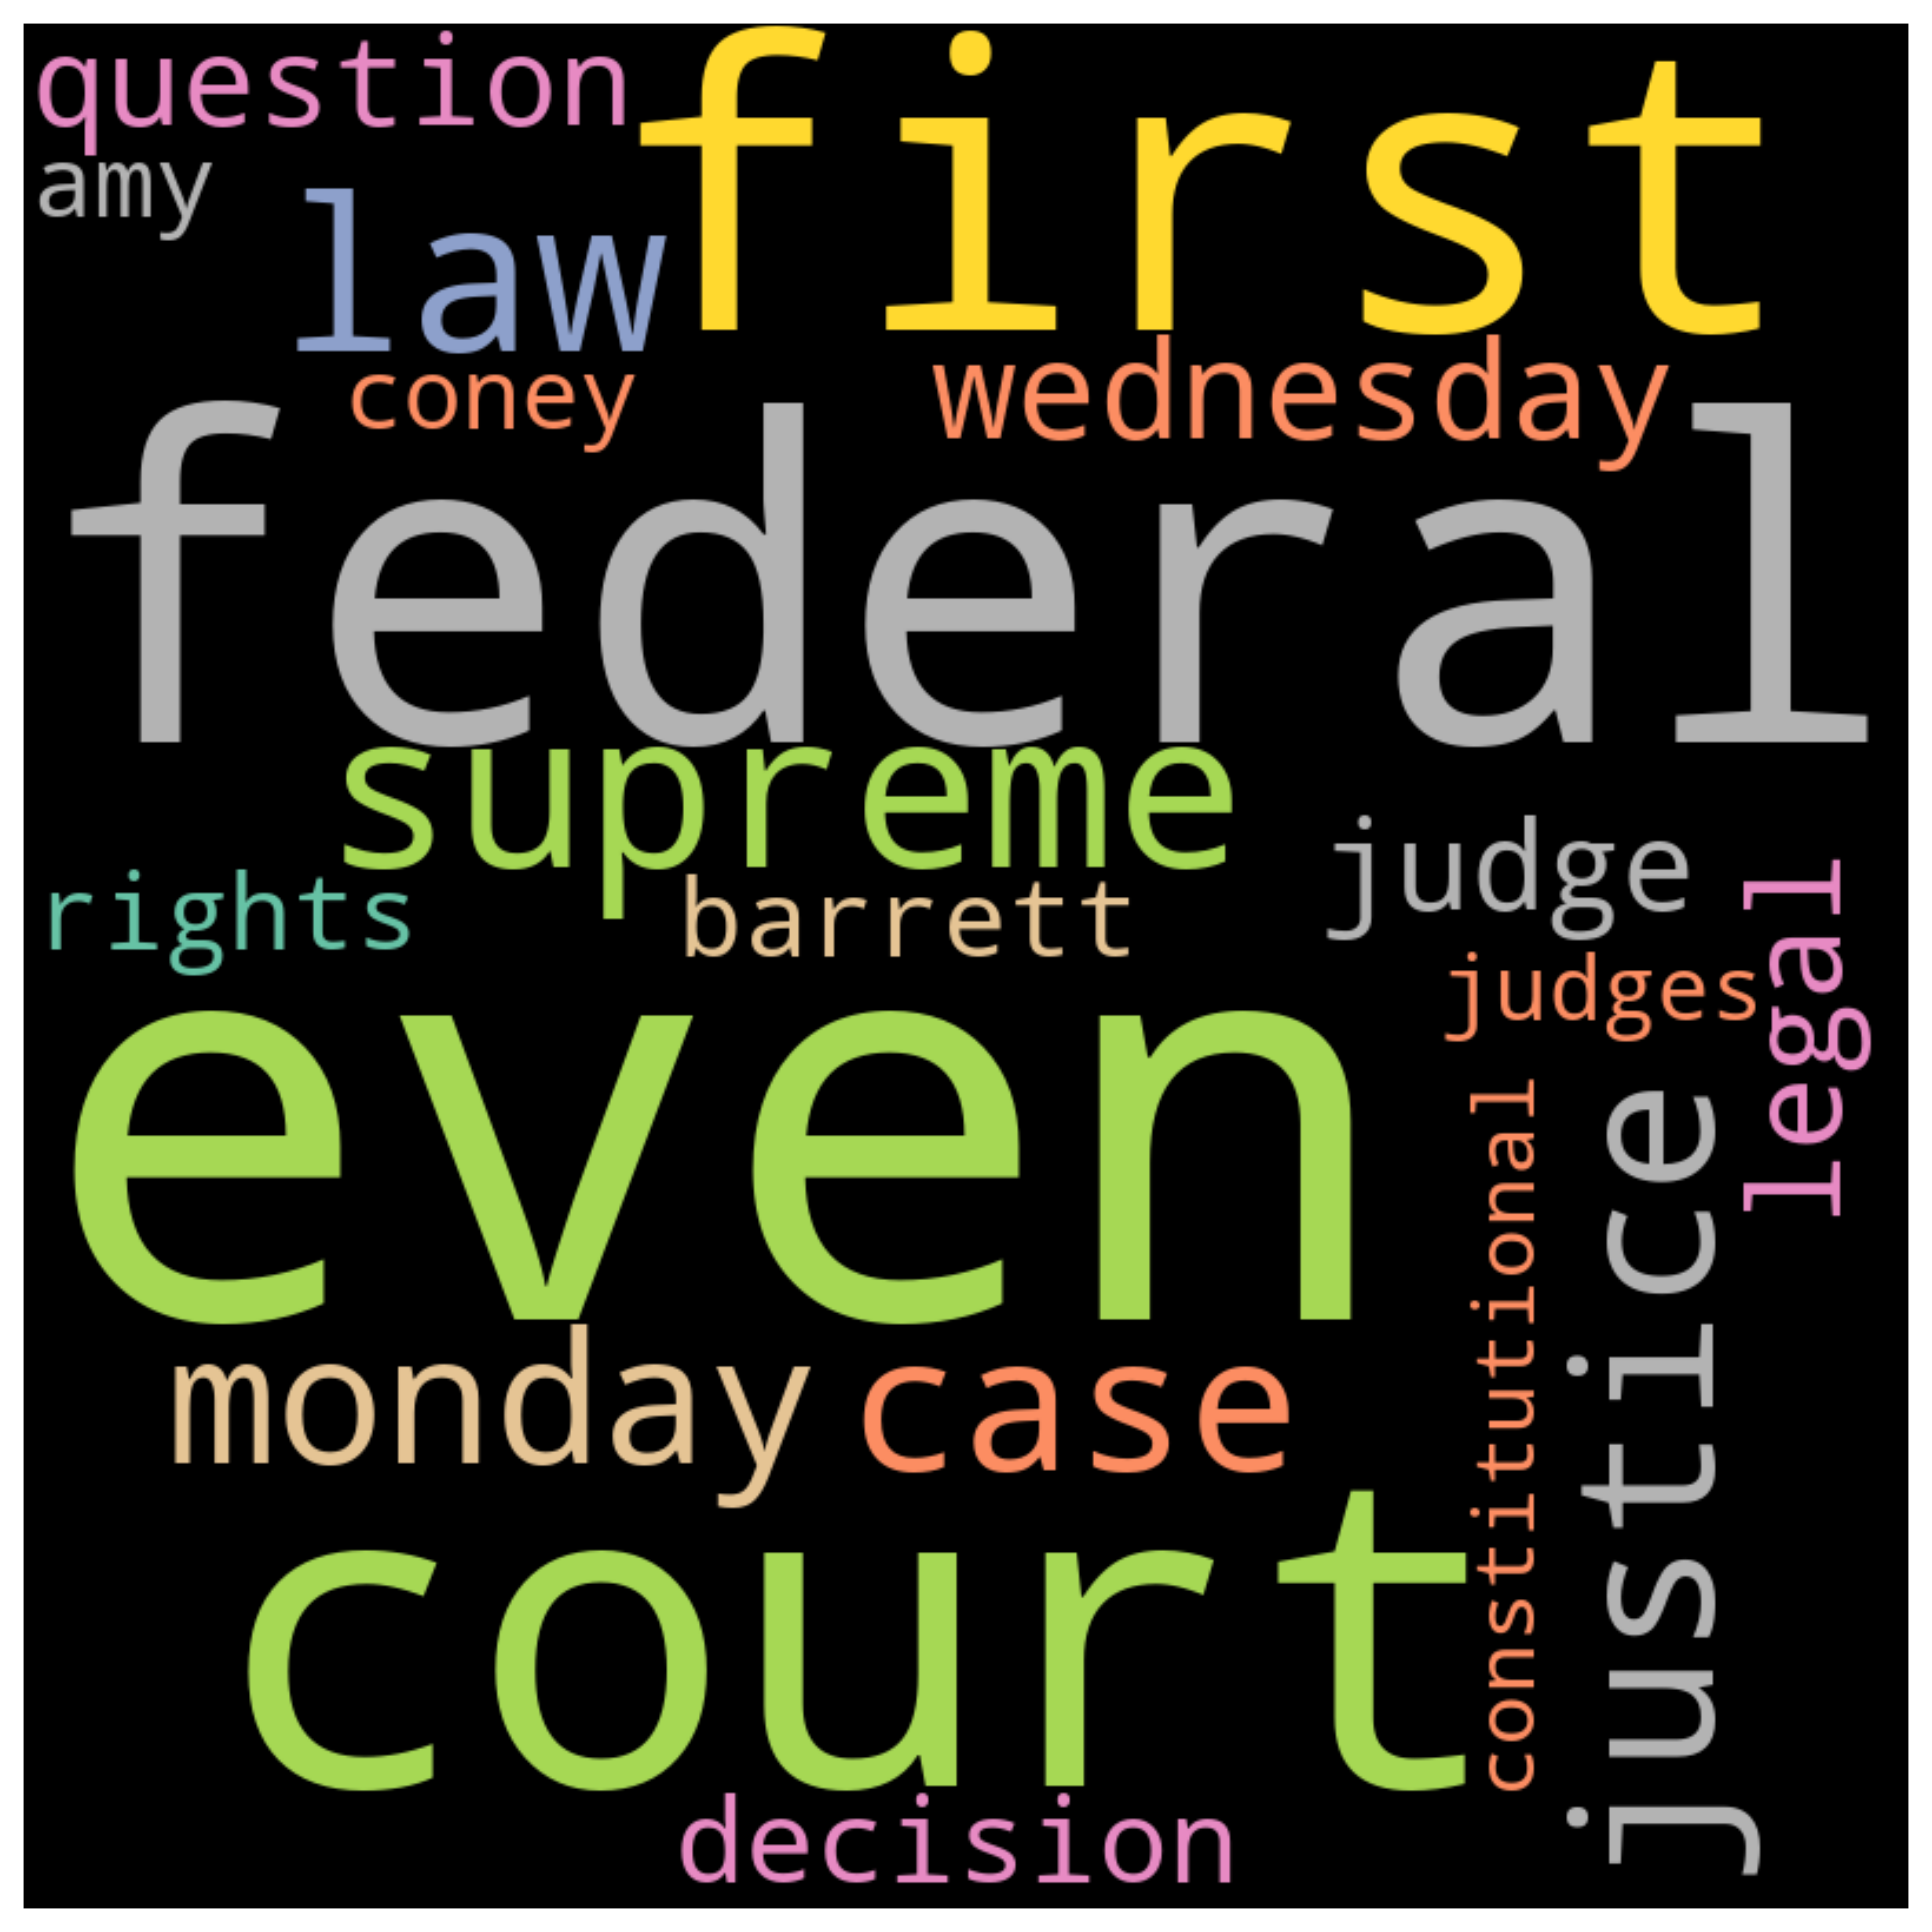 question
first
amy
law
coney
wednesday
federal
supreme
judge
rights
barrett
legal
judges
even
constitutional
justice
monday
case
court
decision